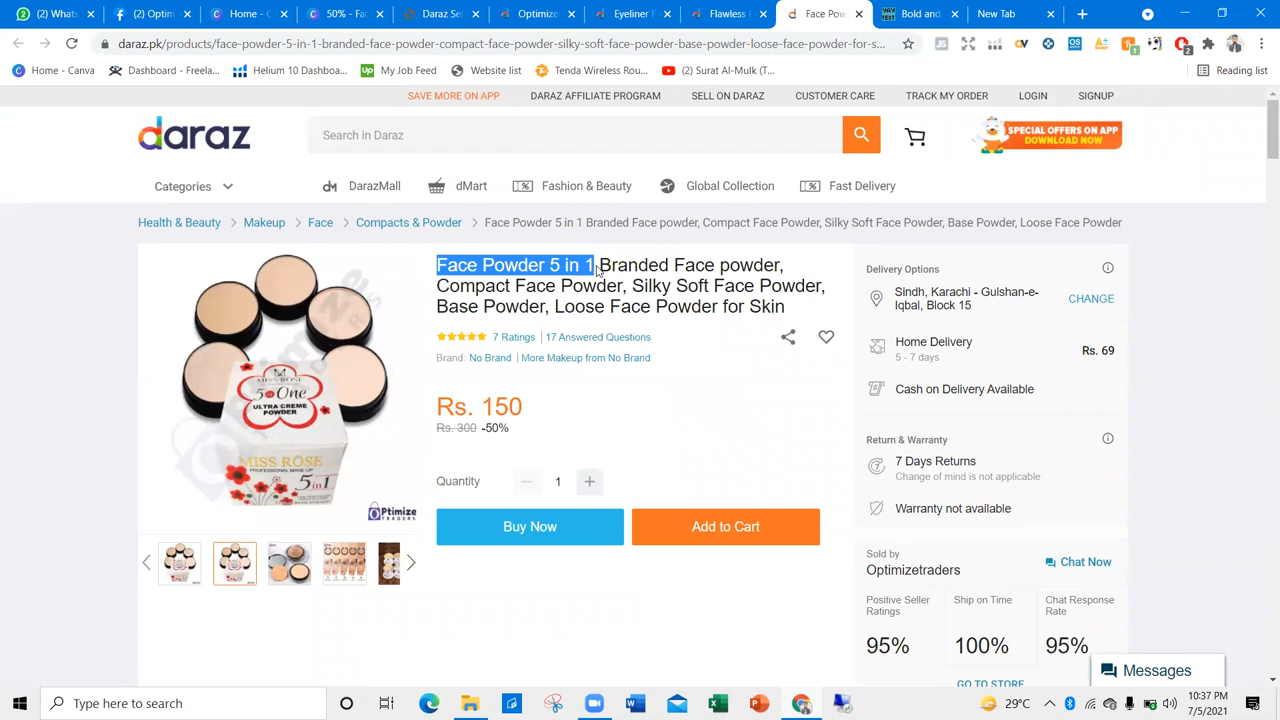 (2) Whats
(2) Optim
Home - C
50% - Fa
Daraz Sel
Optimize
Eyeliner P
Flawless F
Face Pow
Bold and
New Tab
daraz.pk/products/face-powder-5-in-1-branded-face-powder-compact-face-powder-silky-soft-face-powder-base-powder-loose-face-powder-for-s...
Home - Canva
Dashboard - Freela...
Helium 10 Dashboa...
My Job Feed
Website list
Tenda Wireless Rou...
(2) Surat Al-Mulk (T...
Reading list
SAVE MORE ON APP DARAZ AFFILIATE PROGRAM SELL ON DARAZ CUSTOMER CARE TRACK MY ORDER LOGIN SIGNUP
daraz
Search in Daraz
SPECIAL OFFERS ON APP
DOWNLOAD NOW
Categories DarazMall dMart Fashion & Beauty Global Collection Fast Delivery
Health & Beauty Makeup Face Compacts & Powder Face Powder 5 in 1 Branded Face powder, Compact Face Powder, Silky Soft Face Powder, Base Powder, Loose Face Powder
MISS ROSE
5 in One
ULTRA CREME
POWDER
MISS ROSE
PROFESSIONAL MAKE-UP
5in1
OPtimize
TRADERS
Face Powder 5 in 1 Branded Face powder,
Compact Face Powder, Silky Soft Face Powder,
Base Powder, Loose Face Powder for Skin
7 Ratings | 17 Answered Questions
Brand: No Brand | More Makeup from No Brand
Rs. 150
Rs. 300 -50%
Quantity 1
Buy Now Add to Cart
Delivery Options
Sindh, Karachi - Gulshan-e-
Iqbal, Block 15
CHANGE
Home Delivery
5 - 7 days
Rs. 69
Cash on Delivery Available
Return & Warranty
7 Days Returns
Change of mind is not applicable
Warranty not available
Sold by
Optimizetraders
Chat Now
Positive Seller
Ratings
95%
Ship on Time
100%
Chat Response
Rate
95%
GO TO STORE
Messages
Type here to search
29°C
10:37 PM
7/5/2021